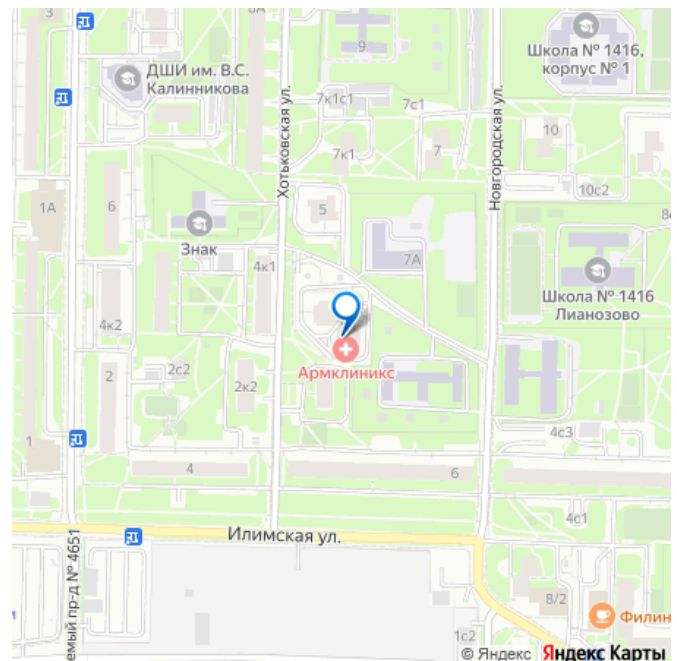 3
8А
9
Школа № 1416,
корпус № 1
ДШИ им. В.С.
Калинникова
7к1с1
7с1
Хотьковская ул.
Новгородская ул.
10
7к1
7
10с2
1А
6
5
Знак
7А
4к1
Школа № 1416
Лианозово
4к2
2с2
Армклиникс
2
2к2
4с3
1
4
6
4с1
Илимская ул.
емый пр-д № 4651
8/2
Филин
и
1с2
© Яндекс
Яндекс Карты